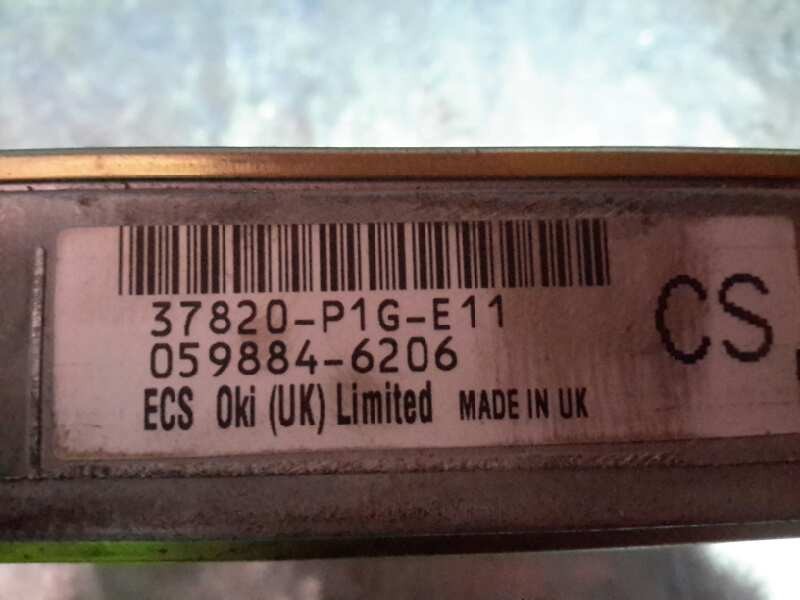 37820-P1G-E11
059884-6206
ECS Oki (UK) Limited MADE IN UK
CS